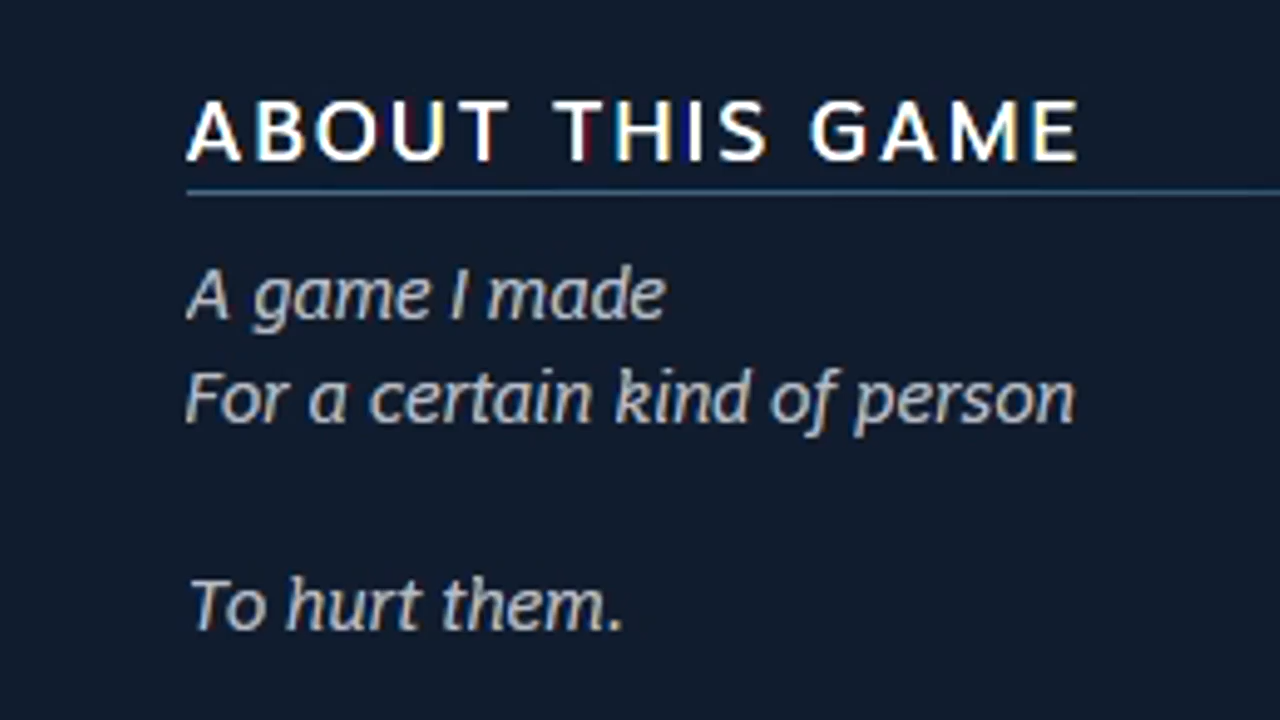 ABOUT THIS GAME
A game I made
For a certain kind of person
To hurt them.